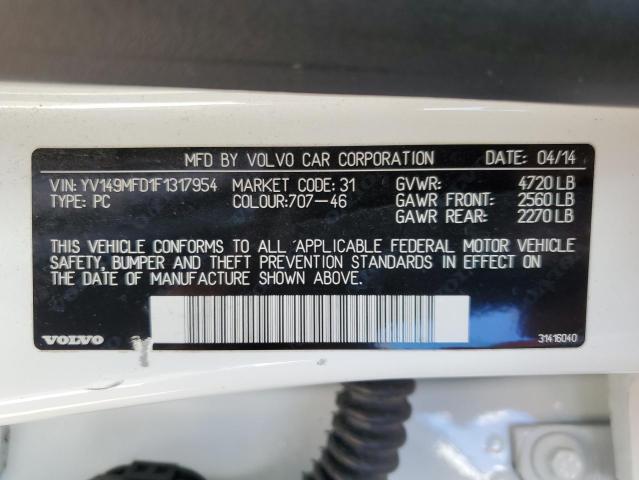 MFD BY VOLVO CAR CORPORATION DATE: 04/14
VIN: YV149MFD1F1317954 MARKET CODE: 31 GVWR: 4720 LB
TYPE: PC COLOUR:707-46 GAWR FRONT: 2560 LB
GAWR REAR: 2270 LB
THIS VEHICLE CONFORMS TO ALL APPLICABLE FEDERAL MOTOR VEHICLE
SAFETY, BUMPER AND THEFT PREVENTION STANDARDS IN EFFECT ON
THE DATE OF MANUFACTURE SHOWN ABOVE.
VOLVO 31416040